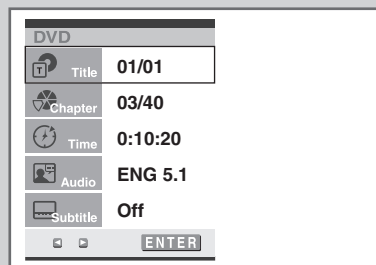 DVD
T Title 01/01
Chapter 03/40
Time 0:10:20
Audio ENG 5.1
Subtitle Off
ENTER